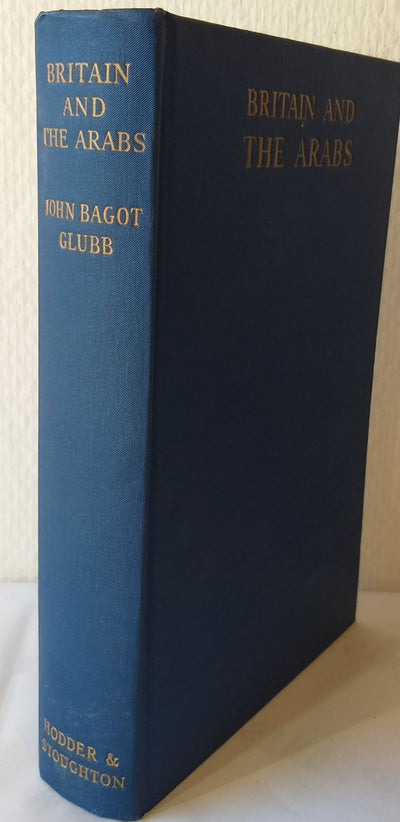 BRITAIN
AND
THE ARABS
JOHN BAGOT
GLUBB
HODDER &
STOUGHTON
BRITAIN AND
THE ARABS